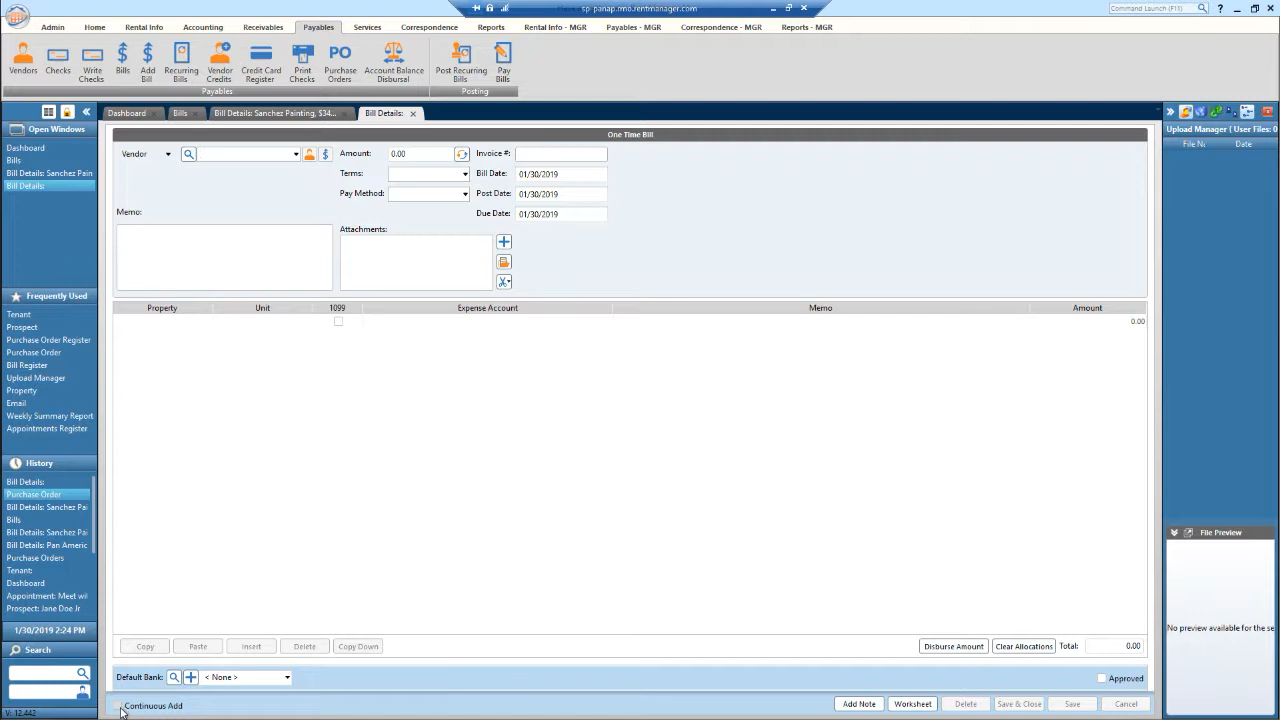 sp-panap.rmo.rentmanager.com
Command Launch (F11)
Admin Home Rental Info Accounting Receivables Payables Services Correspondence Reports Rental Info - MGR Payables - MGR Correspondence - MGR Reports - MGR
Vendors
Checks
Write Checks
Bills
Add Bill
Recurring Bills
Vendor Credits
Credit Card Register
Print Checks
PO
Purchase Orders
Account Balance Disbursal
Post Recurring Bills
Pay Bills
Payables
Posting
Dashboard
Bills
Bill Details: Sanchez Painting, $34...
Bill Details:
Open Windows
Dashboard
Bills
Bill Details: Sanchez Pain
Bill Details:
Frequently Used
Tenant
Prospect
Purchase Order Register
Purchase Order
Bill Register
Upload Manager
Property
Email
Weekly Summary Report
Appointments Register
History
Bill Details:
Purchase Order
Bill Details: Sanchez Pai
Bills
Bill Details: Sanchez Pai
Bill Details: Pan Americ
Purchase Orders
Tenant:
Dashboard
Appointment: Meet wi
Prospect: Jane Doe Jr
1/30/2019 2:24 PM
Search
V: 12.442
One Time Bill
Vendor
Amount: 0.00
Invoice #:
Terms:
Bill Date: 01/30/2019
Pay Method:
Post Date: 01/30/2019
Due Date: 01/30/2019
Memo:
Attachments:
Property Unit 1099 Expense Account Memo Amount
0.00
Copy Paste Insert Delete Copy Down
Disburse Amount Clear Allocations Total: 0.00
Default Bank: < None >
Approved
Continuous Add
Add Note Worksheet Delete Save & Close Save Cancel
Upload Manager ( User Files: 0
File N: Date
File Preview
No preview available for the se